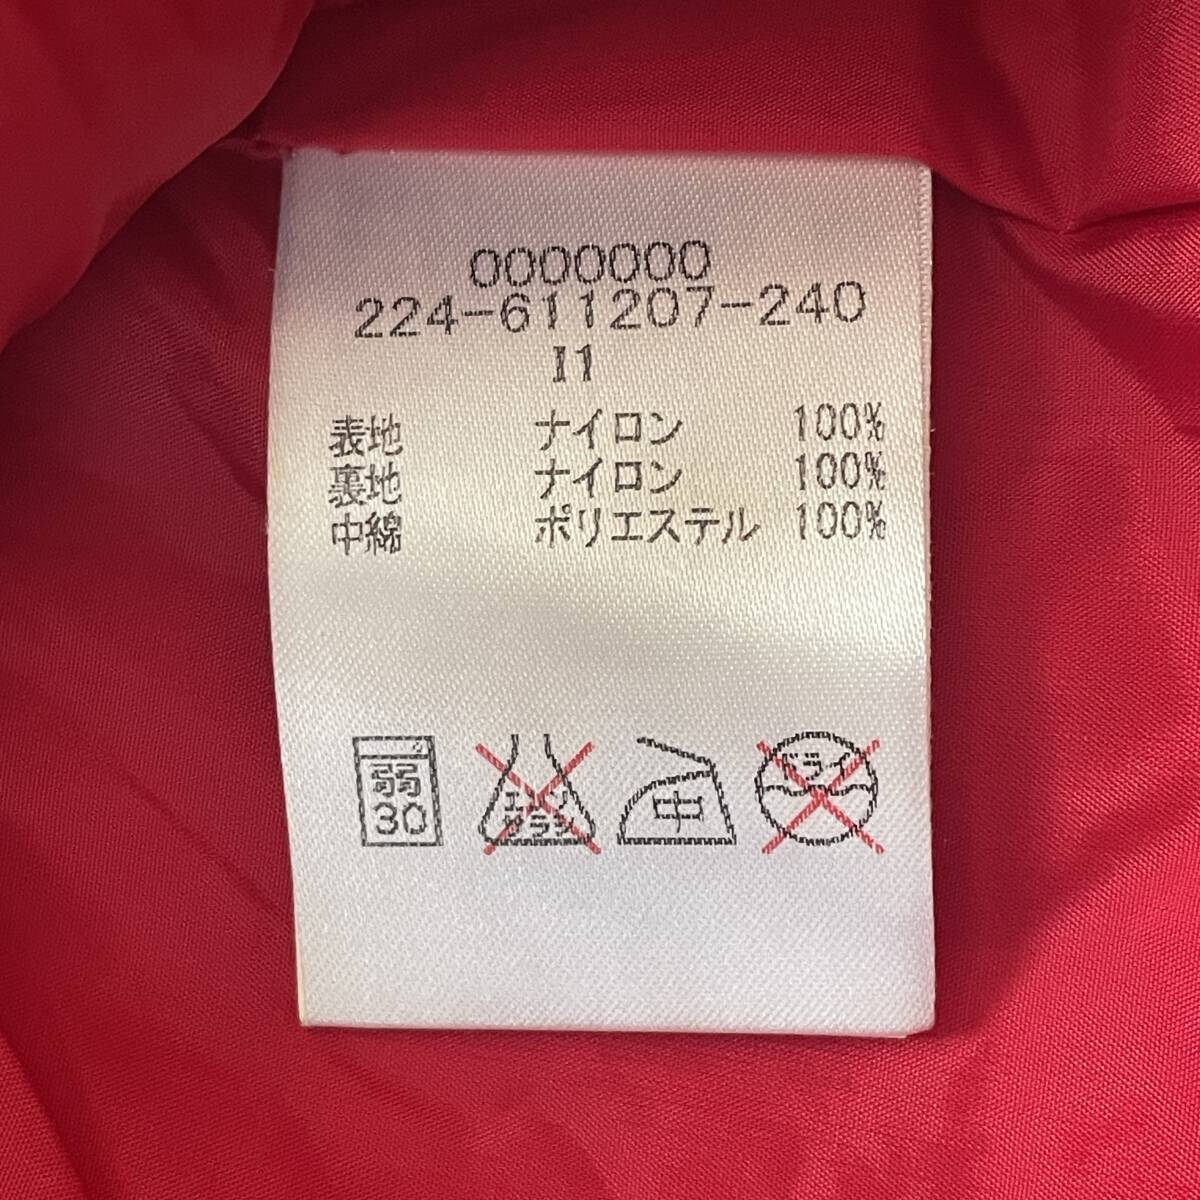 0000000
224-611207-240
I1
表地 ナイロン 100%
裏地 ナイロン 100%
中綿 ポリエステル 100%
弱 エンソ 中 ドライ
30 サラシ